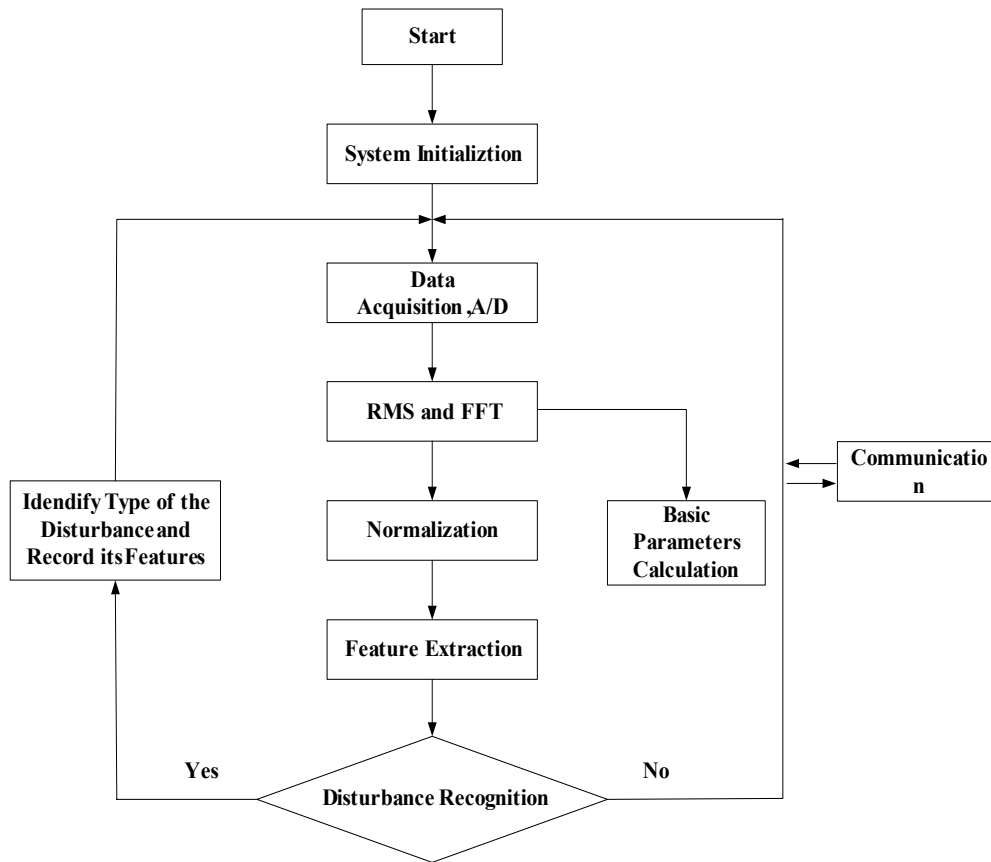 Start
System Initializtion
Data
Acquisition ,A/D
RMS and FFT
Communicatio
n
Idendify Type of the
Disturbance and
Record its Features
Normalization
Basic
Parameters
Calculation
Feature Extraction
Yes
No
Disturbance Recognition